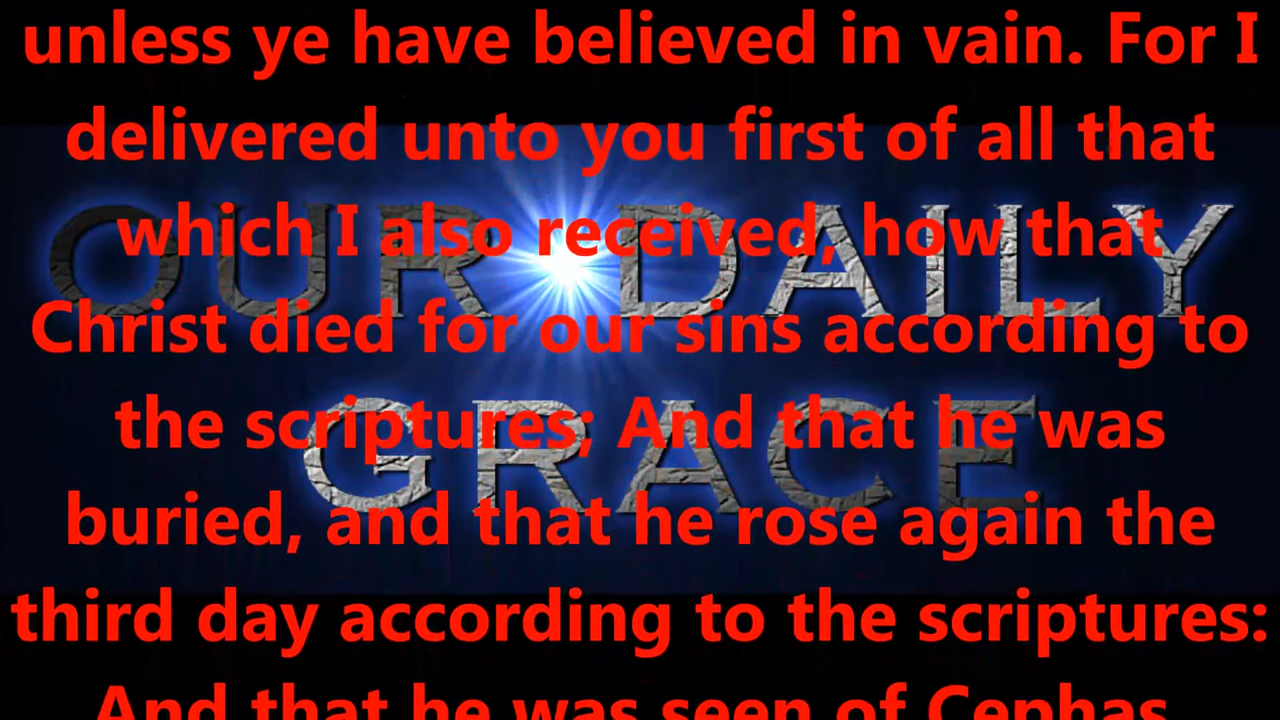 unless ye have believed in vain. For I
delivered unto you first of all that
which I also received, how that
Christ died for our sins according to
the scriptures; And that he was
buried, and that he rose again the
third day according to the scriptures:
And that he was seen of Cephas,
OUR DAILY
GRACE